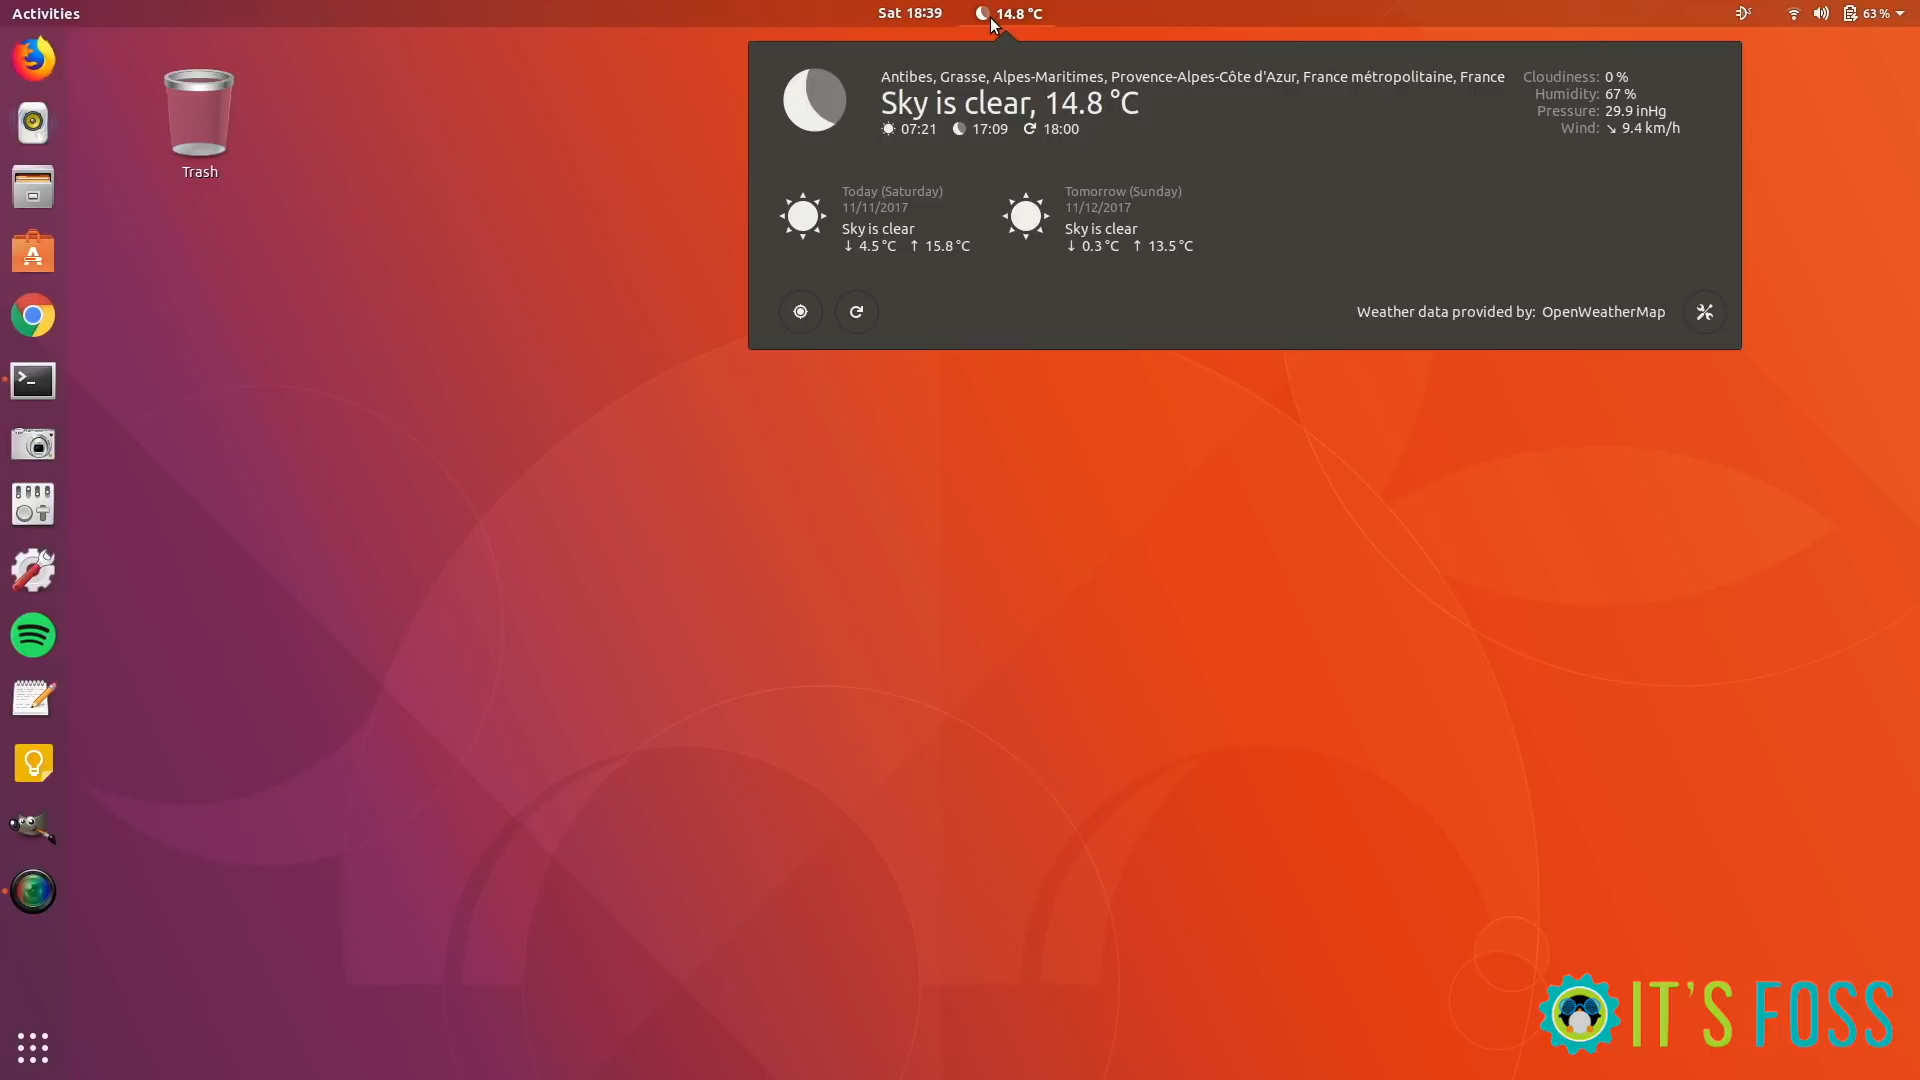 Activities
Sat 18:39
14.8 °C
63 %
Trash
Antibes, Grasse, Alpes-Maritimes, Provence-Alpes-Côte d'Azur, France métropolitaine, France
Sky is clear, 14.8 °C
07:21 17:09 18:00
Cloudiness: 0 %
Humidity: 67 %
Pressure: 29.9 inHg
Wind: ↘ 9.4 km/h
Today (Saturday)
11/11/2017
Sky is clear
↓ 4.5 °C ↑ 15.8 °C
Tomorrow (Sunday)
11/12/2017
Sky is clear
↓ 0.3 °C ↑ 13.5 °C
Weather data provided by: OpenWeatherMap
IT'S FOSS